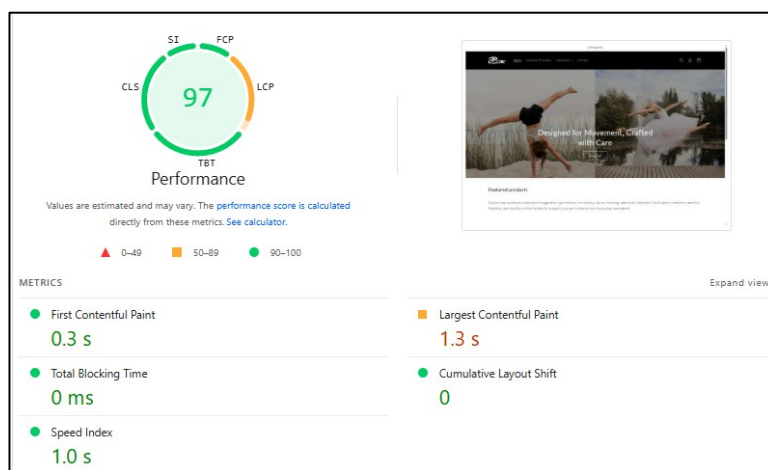 SI
FCP
CLS
97
LCP
TBT
Performance
Values are estimated and may vary. The performance score is calculated
directly from these metrics. See calculator.
0–49
50–89
90–100
Designed for Movement, Crafted
with Care
Featured products
METRICS
Expand view
First Contentful Paint
0.3 s
Largest Contentful Paint
1.3 s
Total Blocking Time
0 ms
Cumulative Layout Shift
0
Speed Index
1.0 s